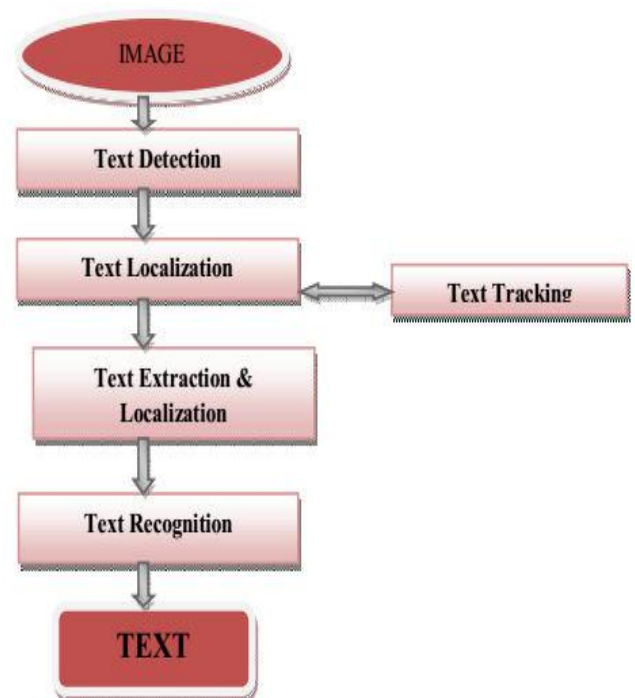 IMAGE
Text Detection
Text Localization
Text Tracking
Text Extraction &
Localization
Text Recognition
TEXT